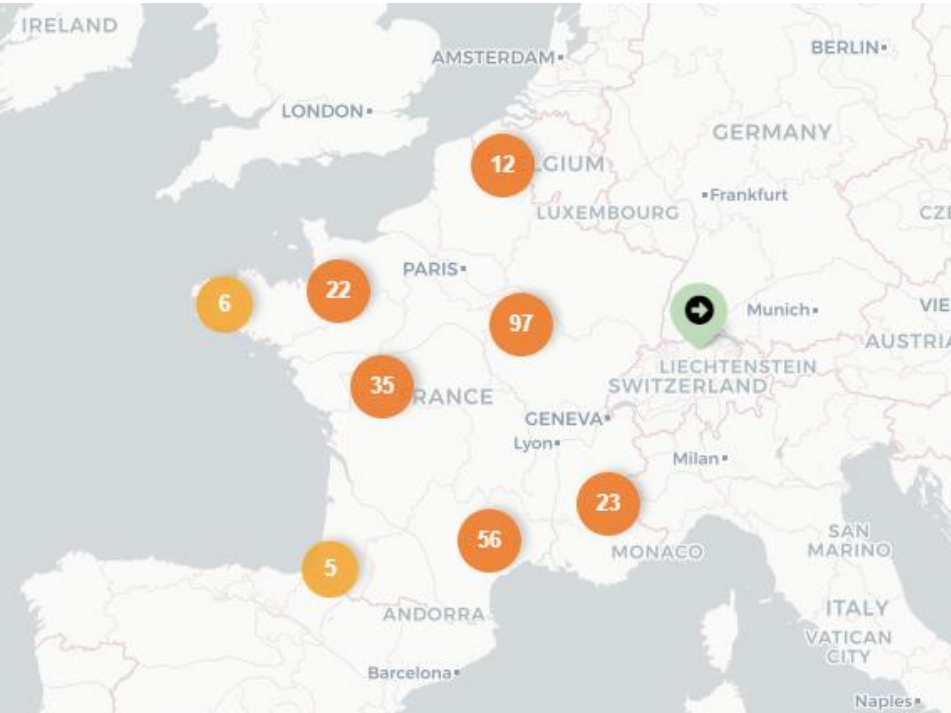 IRELAND
BERLIN
AMSTERDAM
LONDON
GERMANY
12
LGIUM
Frankfurt
LUXEMBOURG
CZE
PARIS
22
6
97
Munich
VIE
AUSTRIA
LIECHTENSTEIN
SWITZERLAND
35
RANCE
GENEVA
Lyon
Milan
23
56
SAN
MARINO
MONACO
5
ANDORRA
ITALY
VATICAN
CITY
Barcelona
Naples